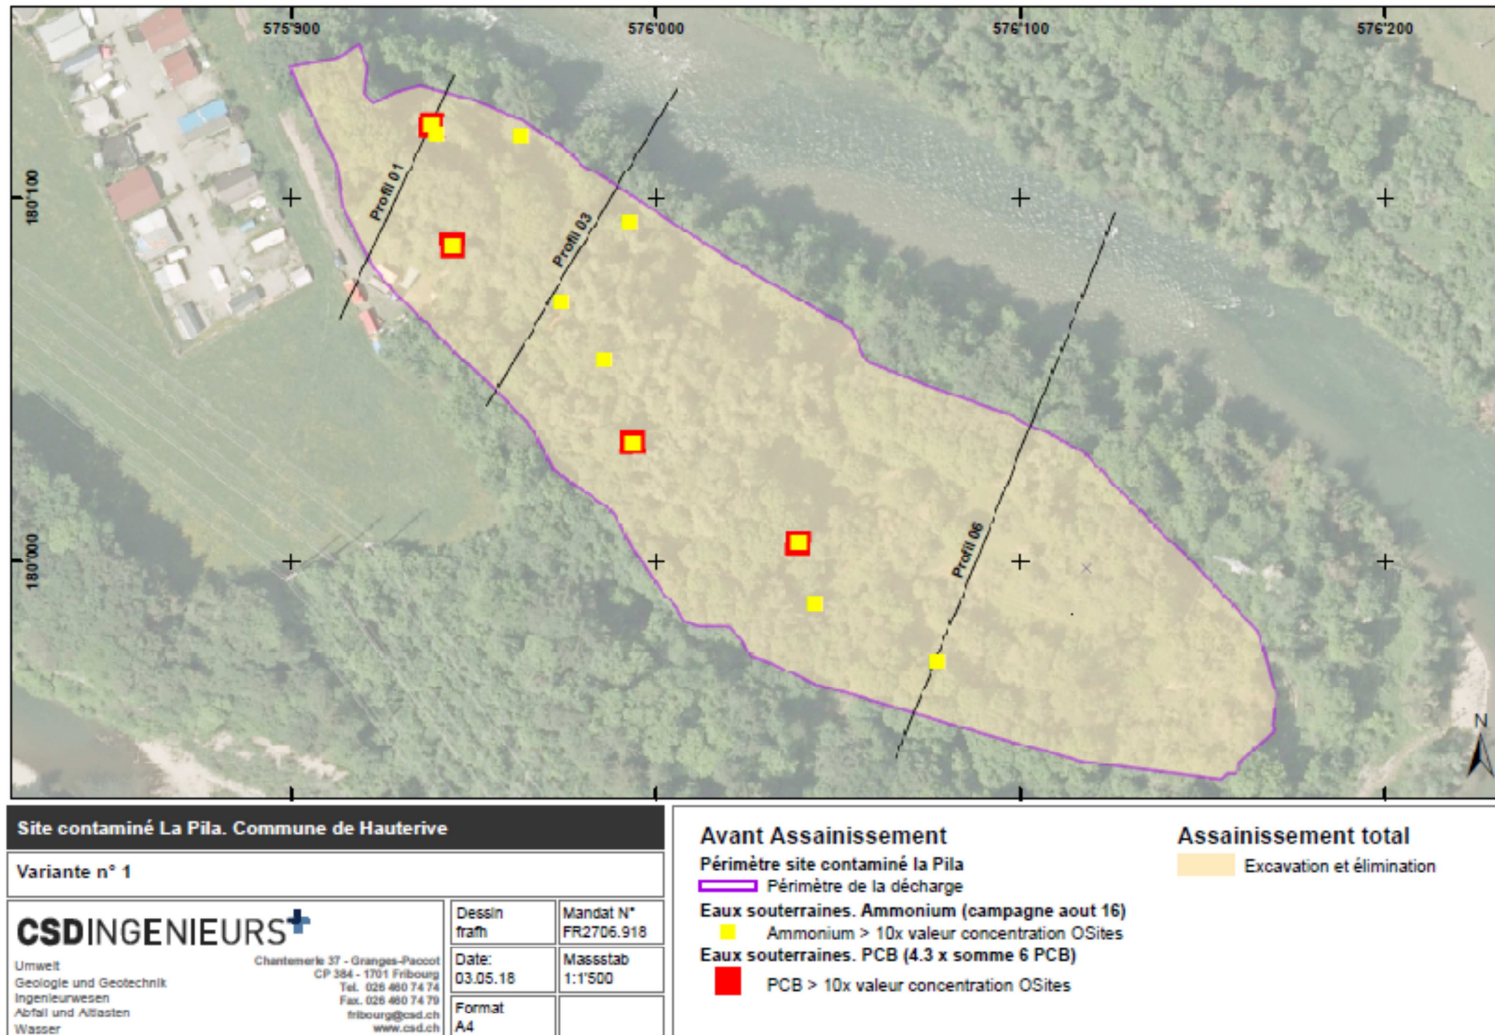 575'900 576'000 576'100 576'200
180'100
180'000
Profil 01
Profil 03
Profil 06
N
Site contaminé La Pila. Commune de Hauterive
Variante n° 1
CSDINGENIEURS+
Umwelt
Geologie und Geotechnik
Ingenieurwesen
Abfall und Altlasten
Wasser
Chantemerle 37 - Granges-Paccot
CP 384 - 1701 Fribourg
Tel. 026 460 74 74
Fax. 026 460 74 79
fribourg@csd.ch
www.csd.ch
Dessin
frafh
Mandat N°
FR2706.918
Date:
03.05.18
Massstab
1:1'500
Format
A4
Avant Assainissement
Périmètre site contaminé la Pila
Périmètre de la décharge
Eaux souterraines. Ammonium (campagne aout 16)
Ammonium > 10x valeur concentration OSites
Eaux souterraines. PCB (4.3 x somme 6 PCB)
PCB > 10x valeur concentration OSites
Assainissement total
Excavation et élimination